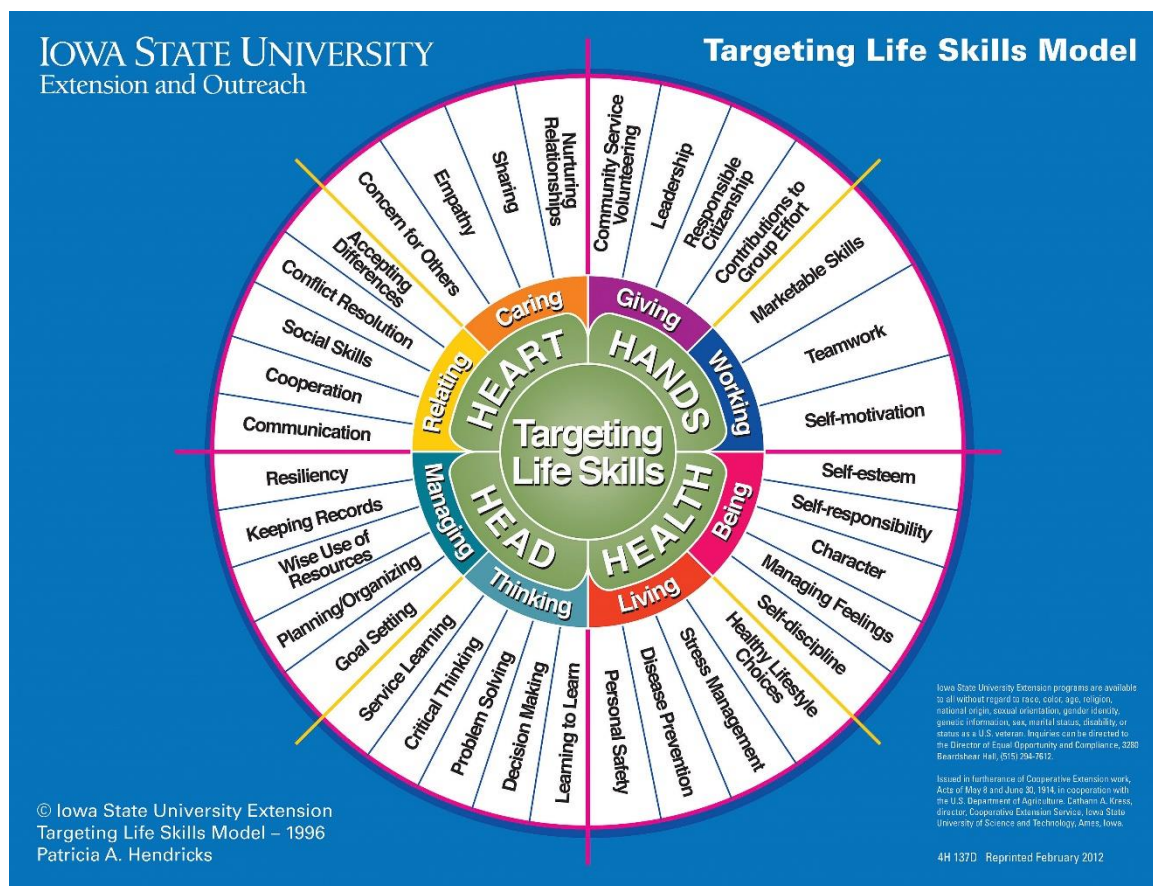 IOWA STATE UNIVERSITY
Extension and Outreach
Targeting Life Skills Model
Nurturing
Relationships
Sharing
Empathy
Concern for Others
Accepting
Differences
Conflict Resolution
Social Skills
Cooperation
Communication
Community Service
Volunteering
Leadership
Responsible
Citizenship
Contributions to
Group Effort
Marketable Skills
Teamwork
Self-motivation
Caring
Giving
Relating
Working
HEART
HANDS
Targeting
Life Skills
HEAD
HEALTH
Managing
Being
Thinking
Living
Resiliency
Keeping Records
Wise Use of
Resources
Planning/Organizing
Goal Setting
Service Learning
Critical Thinking
Problem Solving
Decision Making
Learning to Learn
Self-esteem
Self-responsibility
Character
Managing Feelings
Self-discipline
Healthy Lifestyle
Choices
Stress Management
Disease Prevention
Personal Safety
Iowa State University Extension programs are available
to all without regard to race, color, age, religion,
national origin, sexual orientation, gender identity,
genetic information, sex, marital status, disability, or
status as a U.S. veteran. Inquiries can be directed to
the Director of Equal Opportunity and Compliance, 3280
Beardshear Hall, (515) 294-7612.
Issued in furtherance of Cooperative Extension work,
Acts of May 8 and June 30, 1914, in cooperation with
the U.S. Department of Agriculture. Cathann A. Kress,
director, Cooperative Extension Service, Iowa State
University of Science and Technology, Ames, Iowa.
4H 137D Reprinted February 2012
© Iowa State University Extension
Targeting Life Skills Model – 1996
Patricia A. Hendricks